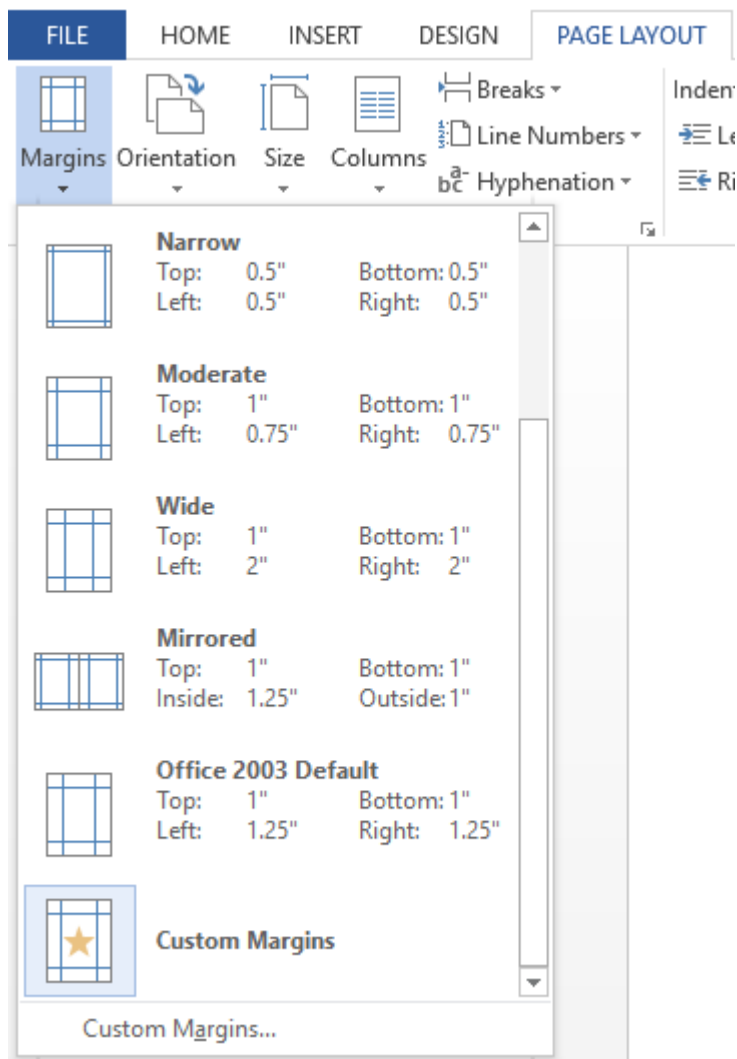 FILE HOME INSERT DESIGN PAGE LAYOUT
Breaks
Line Numbers
Hyphenation
Margins Orientation Size Columns
Narrow
Top: 0.5" Bottom: 0.5"
Left: 0.5" Right: 0.5"
Moderate
Top: 1" Bottom: 1"
Left: 0.75" Right: 0.75"
Wide
Top: 1" Bottom: 1"
Left: 2" Right: 2"
Mirrored
Top: 1" Bottom: 1"
Inside: 1.25" Outside: 1"
Office 2003 Default
Top: 1" Bottom: 1"
Left: 1.25" Right: 1.25"
Custom Margins
Custom Margins...